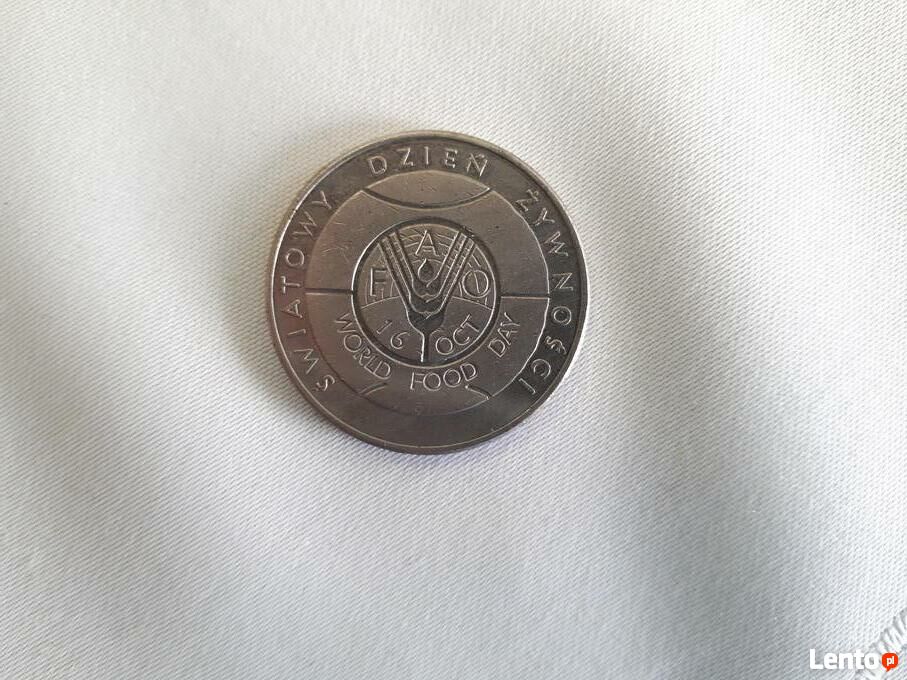 ŚWIATOWY DZIEŃ ŻYWNOŚCI
FAO
16 OCT
WORLD FOOD DAY
Lento pl